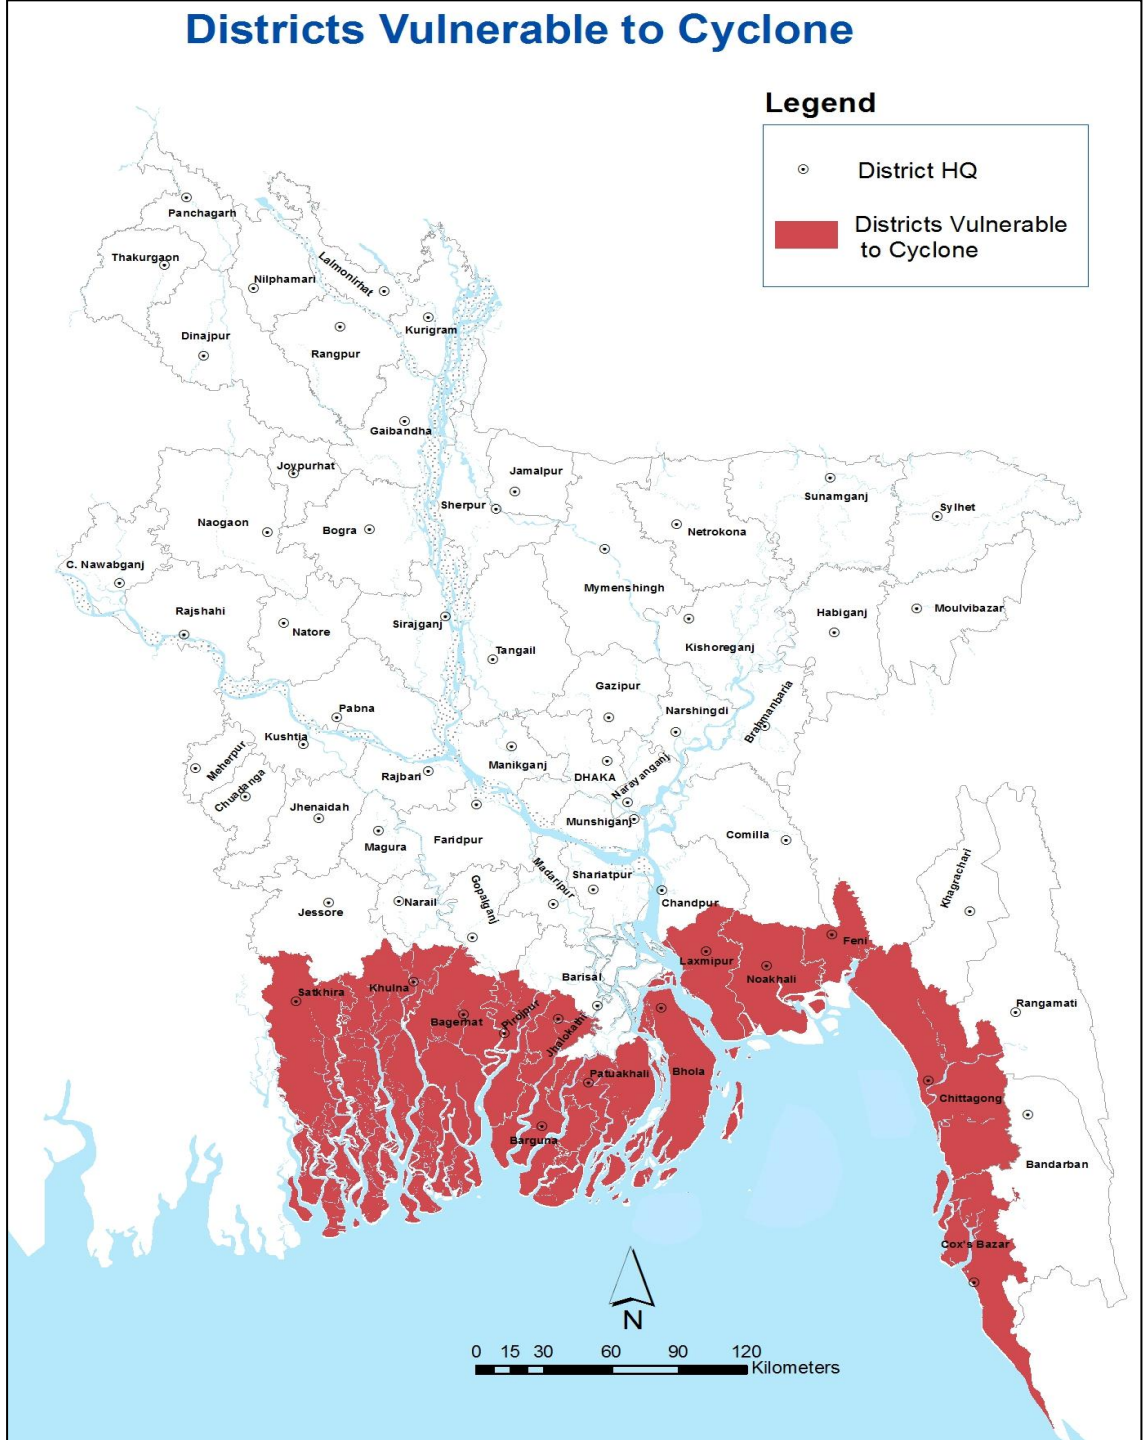 Districts Vulnerable to Cyclone
Legend
District HQ
Districts Vulnerable
to Cyclone
Panchagarh
Thakurgaon
Nilphamari
Lalmonirhat
Dinajpur
Kurigram
Rangpur
Gaibandha
Joypurhat
Jamalpur
Sherpur
Sunamganj
Sylhet
Naogaon
Bogra
Netrokona
C. Nawabganj
Mymenshingh
Rajshahi
Natore
Sirajganj
Habiganj
Moulvibazar
Kishoreganj
Tangail
Gazipur
Pabna
Narshingdi
Brahmanbaria
Kushtia
Meherpur
Chuadanga
Rajbari
Manikganj
DHAKA
Narayanganj
Jhenaidah
Munshiganj
Magura
Faridpur
Comilla
Khagrachari
Madaripur
Shariatpur
Gopalganj
Jessore
Narail
Chandpur
Feni
Laxmipur
Noakhali
Barisal
Satkhira
Khulna
Rangamati
Bagerhat
Pirojpur
Jhalokathi
Patuakhali
Bhola
Chittagong
Barguna
Bandarban
Cox's Bazar
N
0 15 30 60 90 120
Kilometers